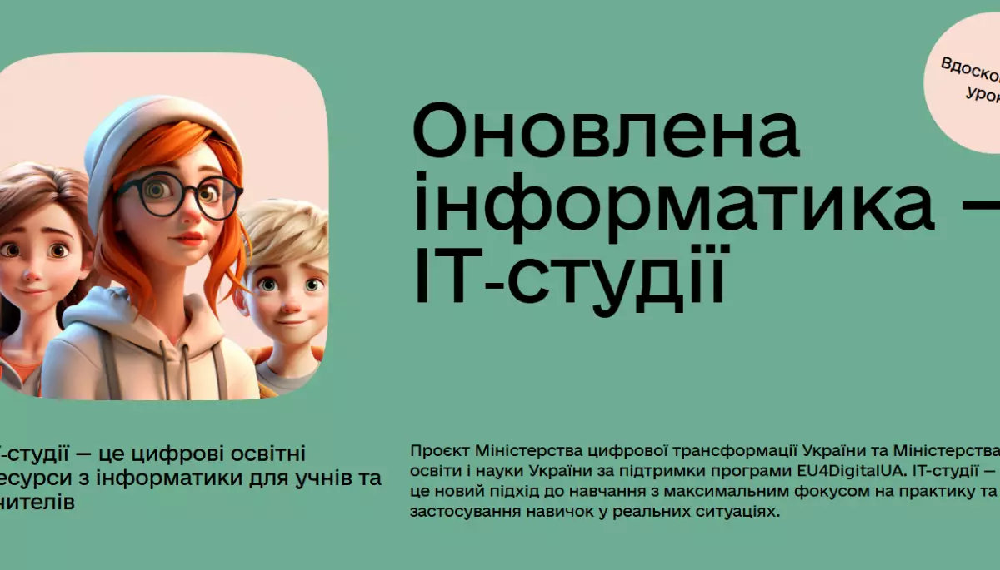 Оновлена
інформатика –
ІТ-студії
-студії — це цифрові освітні
есурси з інформатики для учнів та
чителів
Проєкт Міністерства цифрової трансформації України та Міністерства
освіти і науки України за підтримки програми EU4DigitalUA. ІТ-студії —
це новий підхід до навчання з максимальним фокусом на практику та
застосування навичок у реальних ситуаціях.